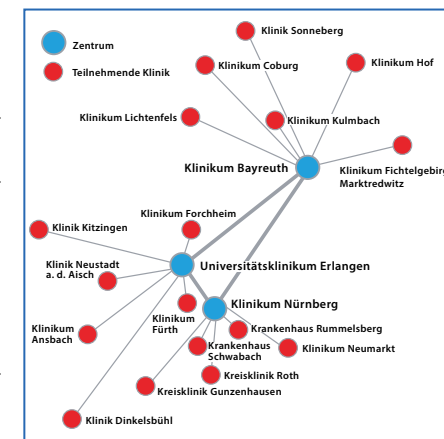 Klinik Sonneberg
Zentrum
Teilnehmende Klinik
Klinikum Coburg
Klinikum Hof
Klinikum Lichtenfels
Klinikum Kulmbach
Klinikum Bayreuth
Klinikum Fichtelgebirg
Marktredwitz
Klinikum Forchheim
Klinik Kitzingen
Klinik Neustadt
a. d. Aisch
Universitätsklinikum Erlangen
Klinikum Nürnberg
Klinikum
Fürth
Klinikum
Ansbach
Krankenhaus Rummelsberg
Krankenhaus
Schwabach
Klinikum Neumarkt
Kreisklinik Roth
Kreisklinik Gunzenhausen
Klinik Dinkelsbühl